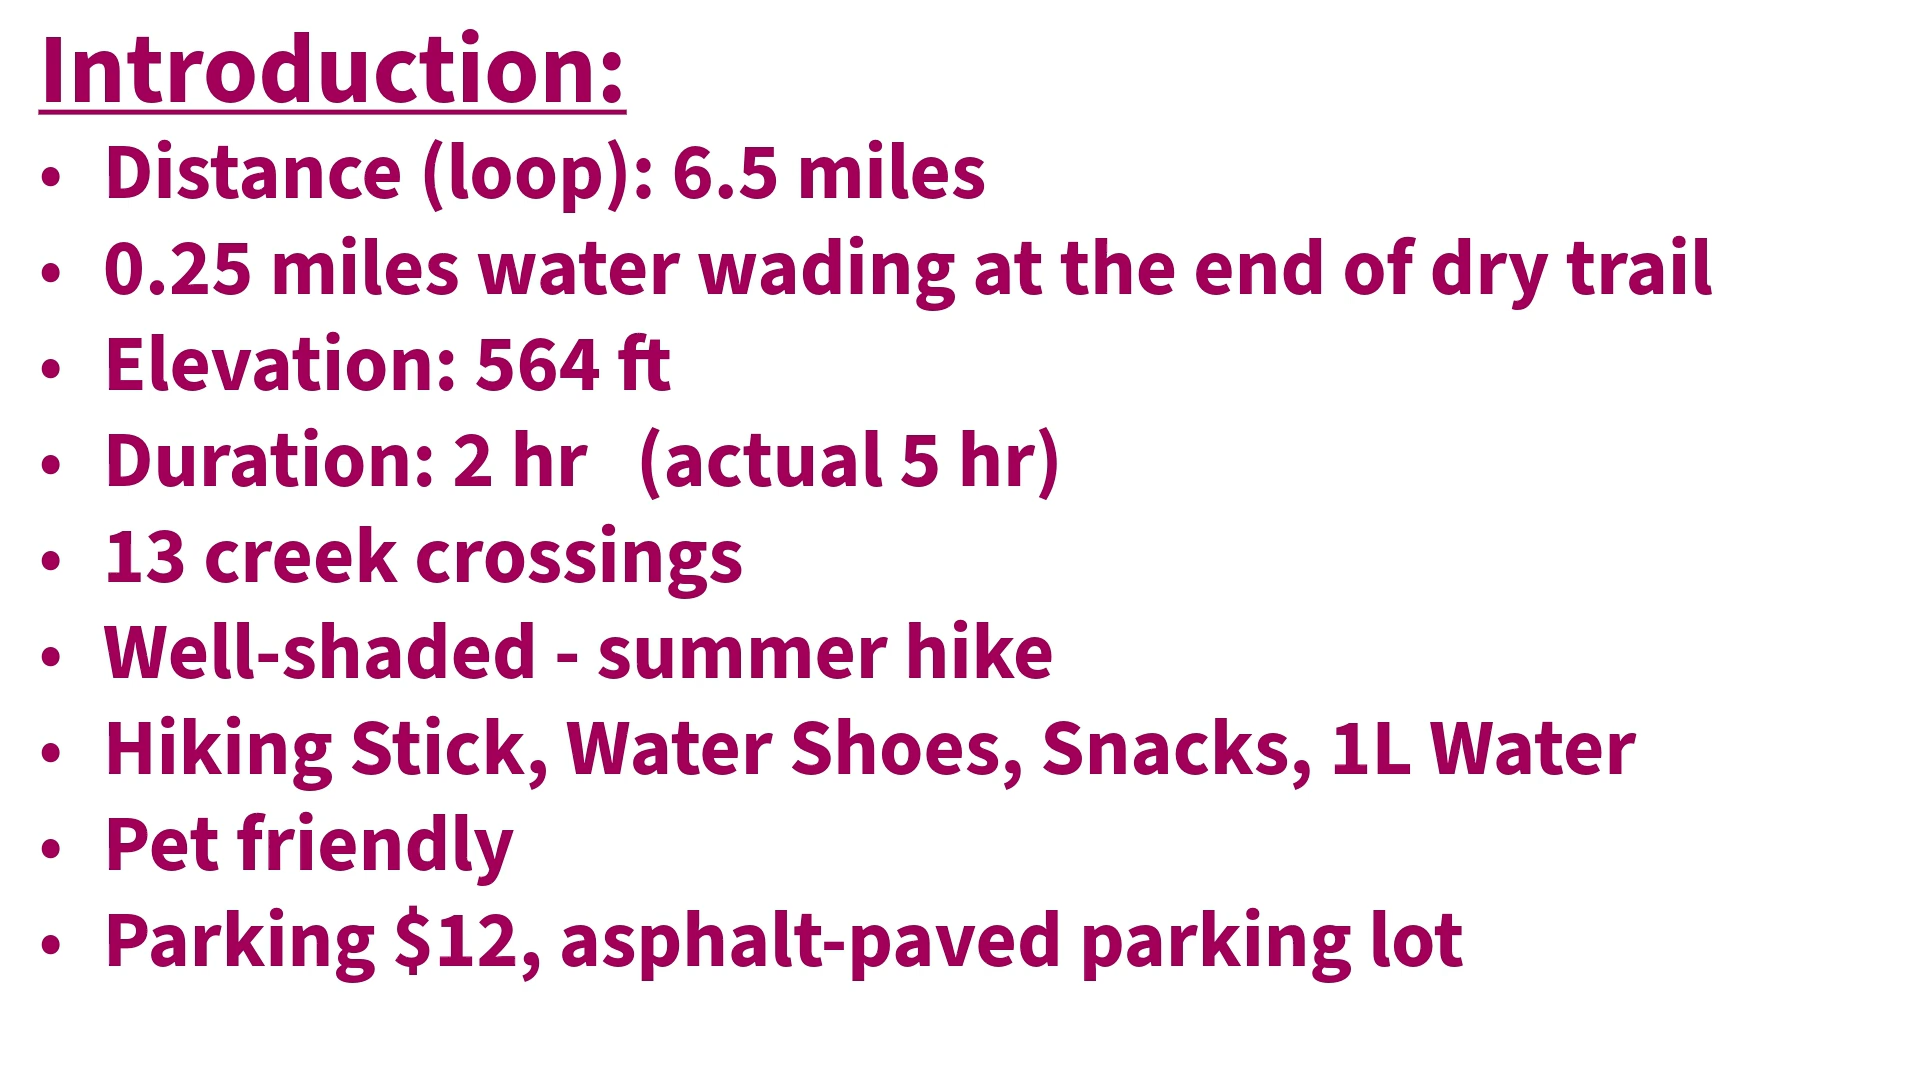 Introduction:
• Distance (loop): 6.5 miles
• 0.25 miles water wading at the end of dry trail
• Elevation: 564 ft
• Duration: 2 hr   (actual 5 hr)
• 13 creek crossings
• Well-shaded - summer hike
• Hiking Stick, Water Shoes, Snacks, 1L Water
• Pet friendly
• Parking $12, asphalt-paved parking lot